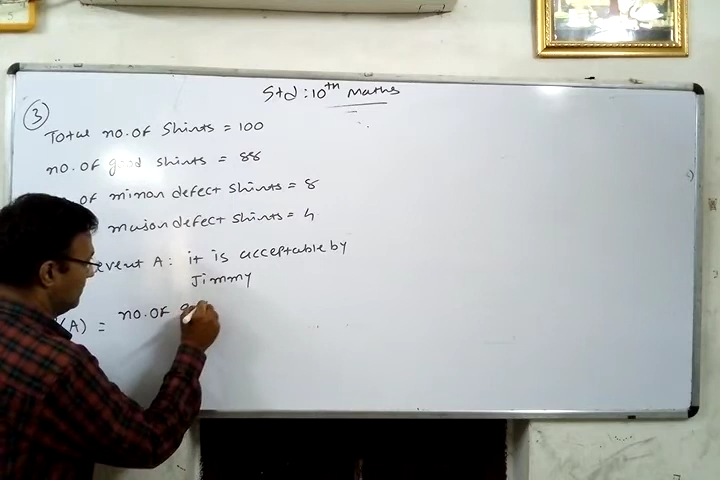 Std : 10th Maths
3
Total no. of Shirts = 100
no. of good shirts = 88
of minor defect shirts = 8
major defect shirts = 4
event A : it is acceptable by
Jimmy
(A) = no. of